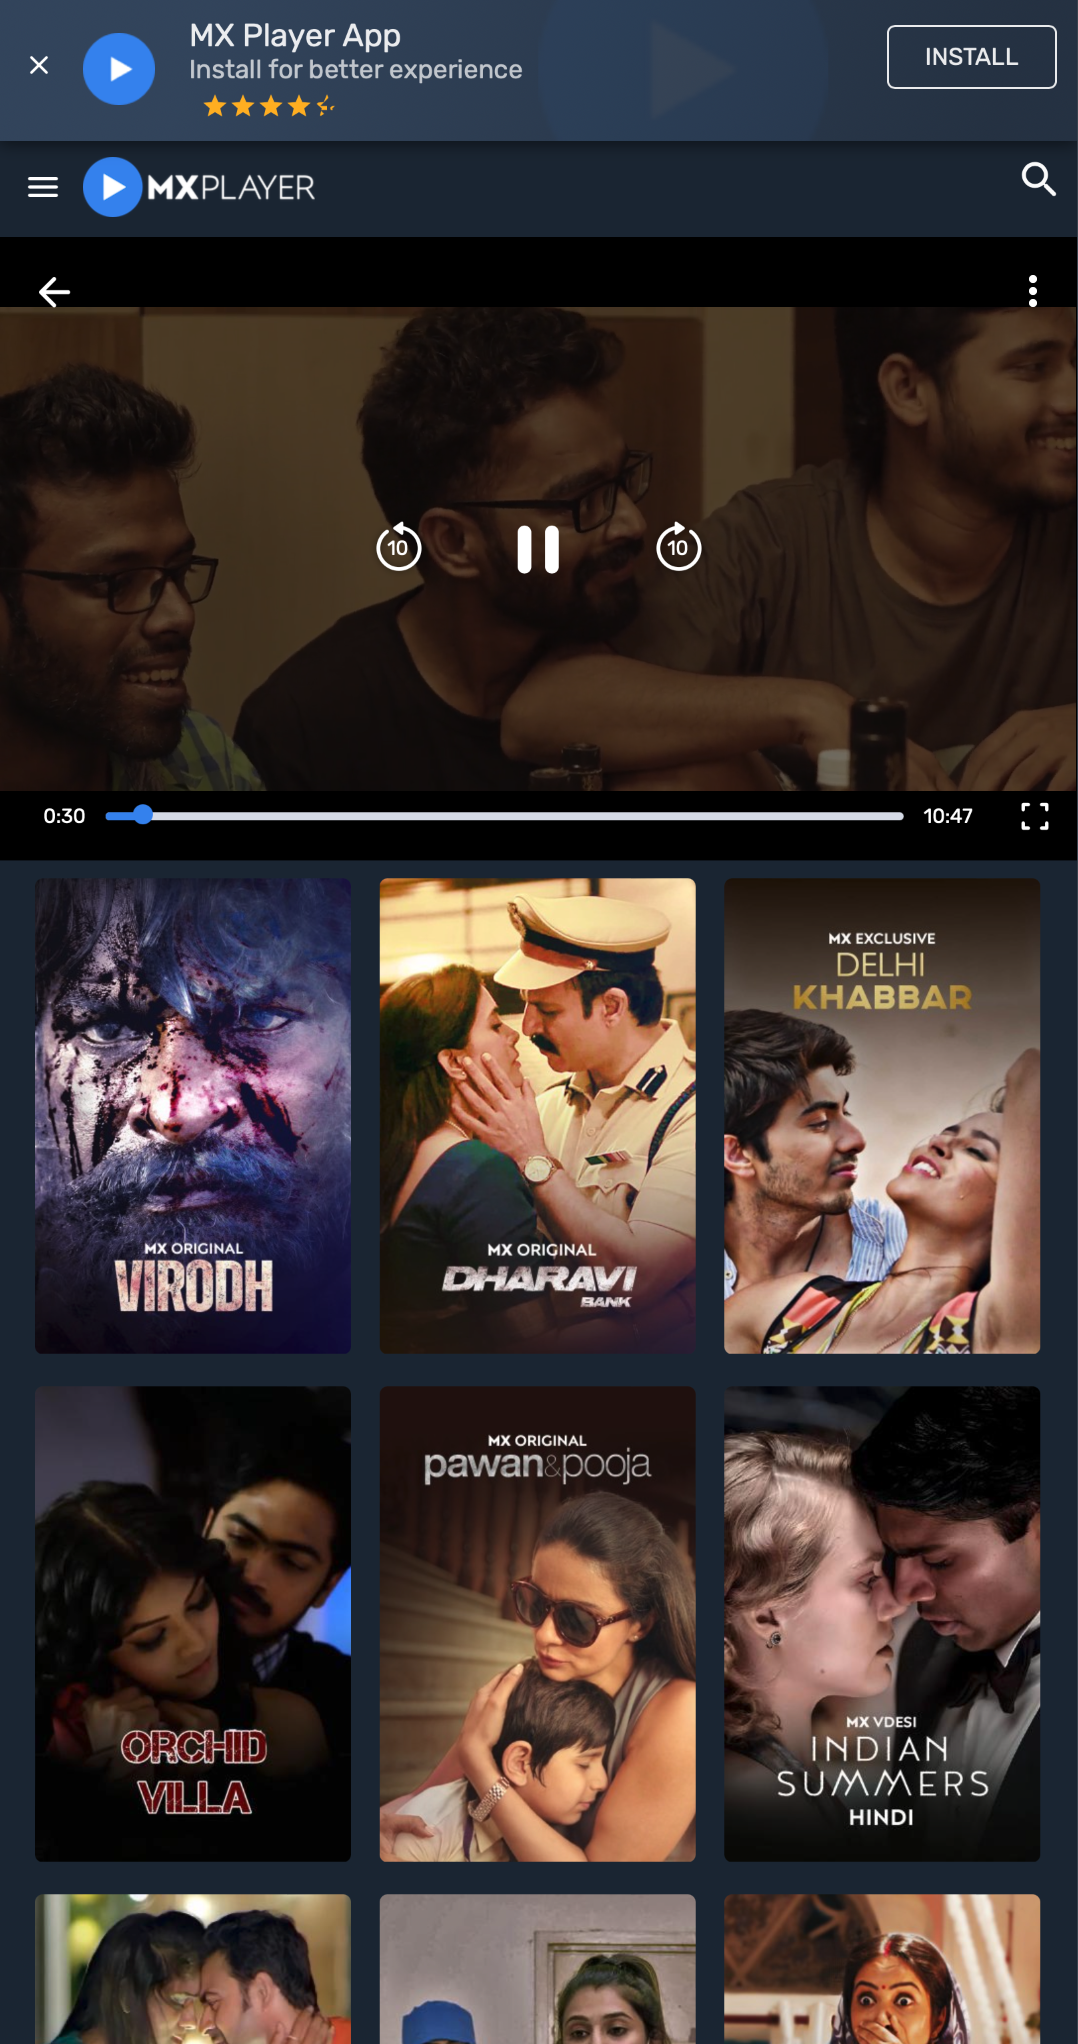 MX Player App
Install for better experience
INSTALL
MXPLAYER
10
10
0:30
10:47
MX ORIGINAL
VIRODH
MX ORIGINAL
DHARAVI
BANK
MX EXCLUSIVE
DELHI
KHABBAR
ORCHID
VILLA
MX ORIGINAL
pawan&pooja
MX VDESI
INDIAN
SUMMERS
HINDI